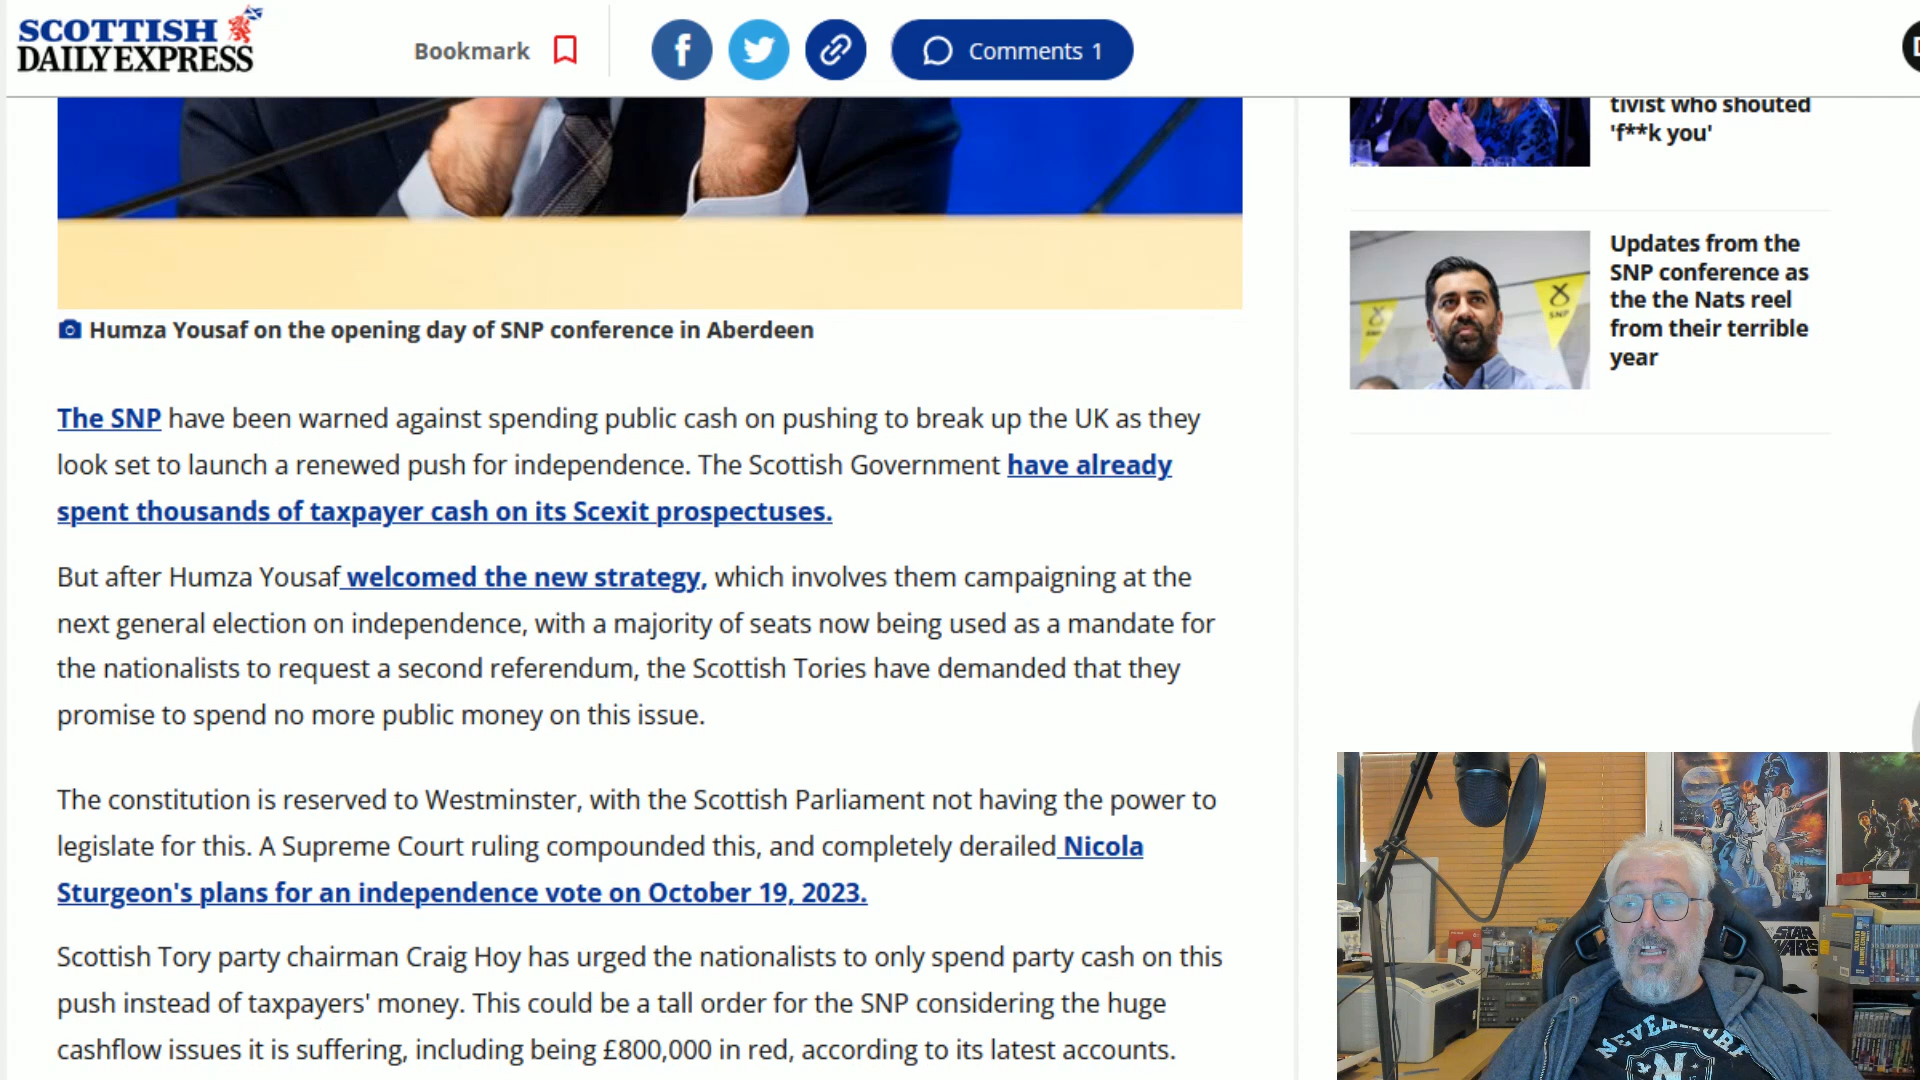 SCOTTISH
DAILY EXPRESS
Bookmark
Comments 1
tivist who shouted
'f**k you'
Updates from the
SNP conference as
the the Nats reel
from their terrible
year
SNP
Humza Yousaf on the opening day of SNP conference in Aberdeen
The SNP have been warned against spending public cash on pushing to break up the UK as they
look set to launch a renewed push for independence. The Scottish Government have already
spent thousands of taxpayer cash on its Scexit prospectuses.
But after Humza Yousaf welcomed the new strategy, which involves them campaigning at the
next general election on independence, with a majority of seats now being used as a mandate for
the nationalists to request a second referendum, the Scottish Tories have demanded that they
promise to spend no more public money on this issue.
The constitution is reserved to Westminster, with the Scottish Parliament not having the power to
legislate for this. A Supreme Court ruling compounded this, and completely derailed Nicola
Sturgeon's plans for an independence vote on October 19, 2023.
Scottish Tory party chairman Craig Hoy has urged the nationalists to only spend party cash on this
push instead of taxpayers' money. This could be a tall order for the SNP considering the huge
cashflow issues it is suffering, including being £800,000 in red, according to its latest accounts.
STAR
WARS
N